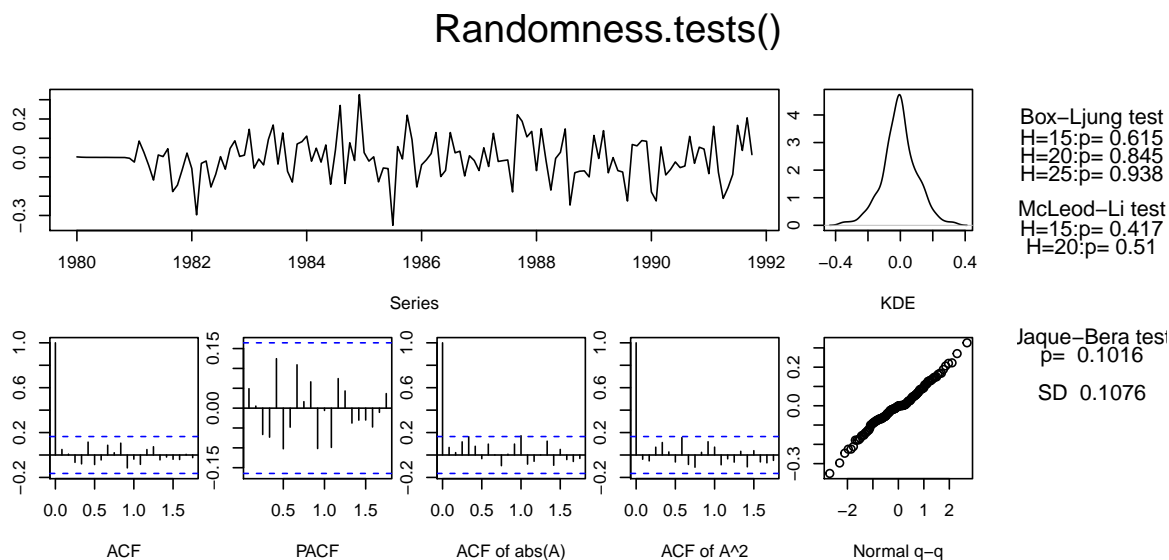 Randomness.tests()
−0.3 0.0 0.2
1980 1982 1984 1986 1988 1990 1992
Series
0 1 2 3 4
−0.4 0.0 0.4
KDE
Box−Ljung test
H=15:p= 0.615
H=20:p= 0.845
H=25:p= 0.938
McLeod−Li test
H=15:p= 0.417
H=20:p= 0.51
−0.2 0.2 0.6 1.0
0.0 0.5 1.0 1.5
ACF
−0.15 0.00 0.15
0.5 1.0 1.5
PACF
−0.2 0.2 0.6 1.0
0.0 0.5 1.0 1.5
ACF of abs(A)
−0.2 0.2 0.6 1.0
0.0 0.5 1.0 1.5
ACF of A^2
−0.3 0.0 0.2
−2 0 1 2
Normal q−q
Jaque−Bera test
p= 0.1016
SD 0.1076